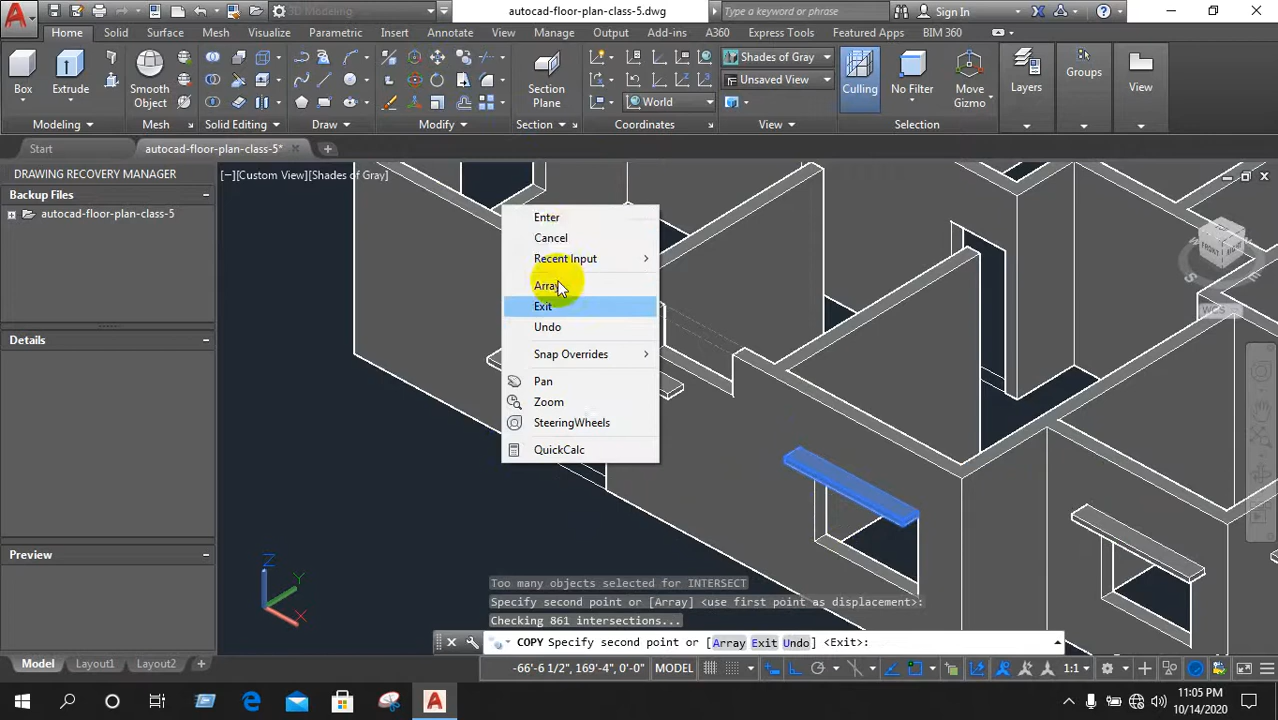 3D Modeling
autocad-floor-plan-class-5.dwg
Type a keyword or phrase
Sign In
Home
Solid
Surface
Mesh
Visualize
Parametric
Insert
Annotate
View
Manage
Output
Add-ins
A360
Express Tools
Featured Apps
BIM 360
Box
Extrude
Smooth
Object
Section
Plane
World
Shades of Gray
Unsaved View
Culling
No Filter
Move
Gizmo
Layers
Groups
View
Modeling
Mesh
Solid Editing
Draw
Modify
Section
Coordinates
View
Selection
Start
autocad-floor-plan-class-5*
DRAWING RECOVERY MANAGER
Backup Files
autocad-floor-plan-class-5
Details
Preview
[−][Custom View][Shades of Gray]
Enter
Cancel
Recent Input
Array
Exit
Undo
Snap Overrides
Pan
Zoom
SteeringWheels
QuickCalc
RIGHT
WCS
Z
Y
X
Too many objects selected for INTERSECT
Specify second point or [Array] <use first point as displacement>:
Checking 861 intersections...
COPY Specify second point or [Array Exit Undo] <Exit>:
Model
Layout1
Layout2
-66'-6 1/2", 169'-4", 0'-0"
MODEL
1:1
11:05 PM
10/14/2020